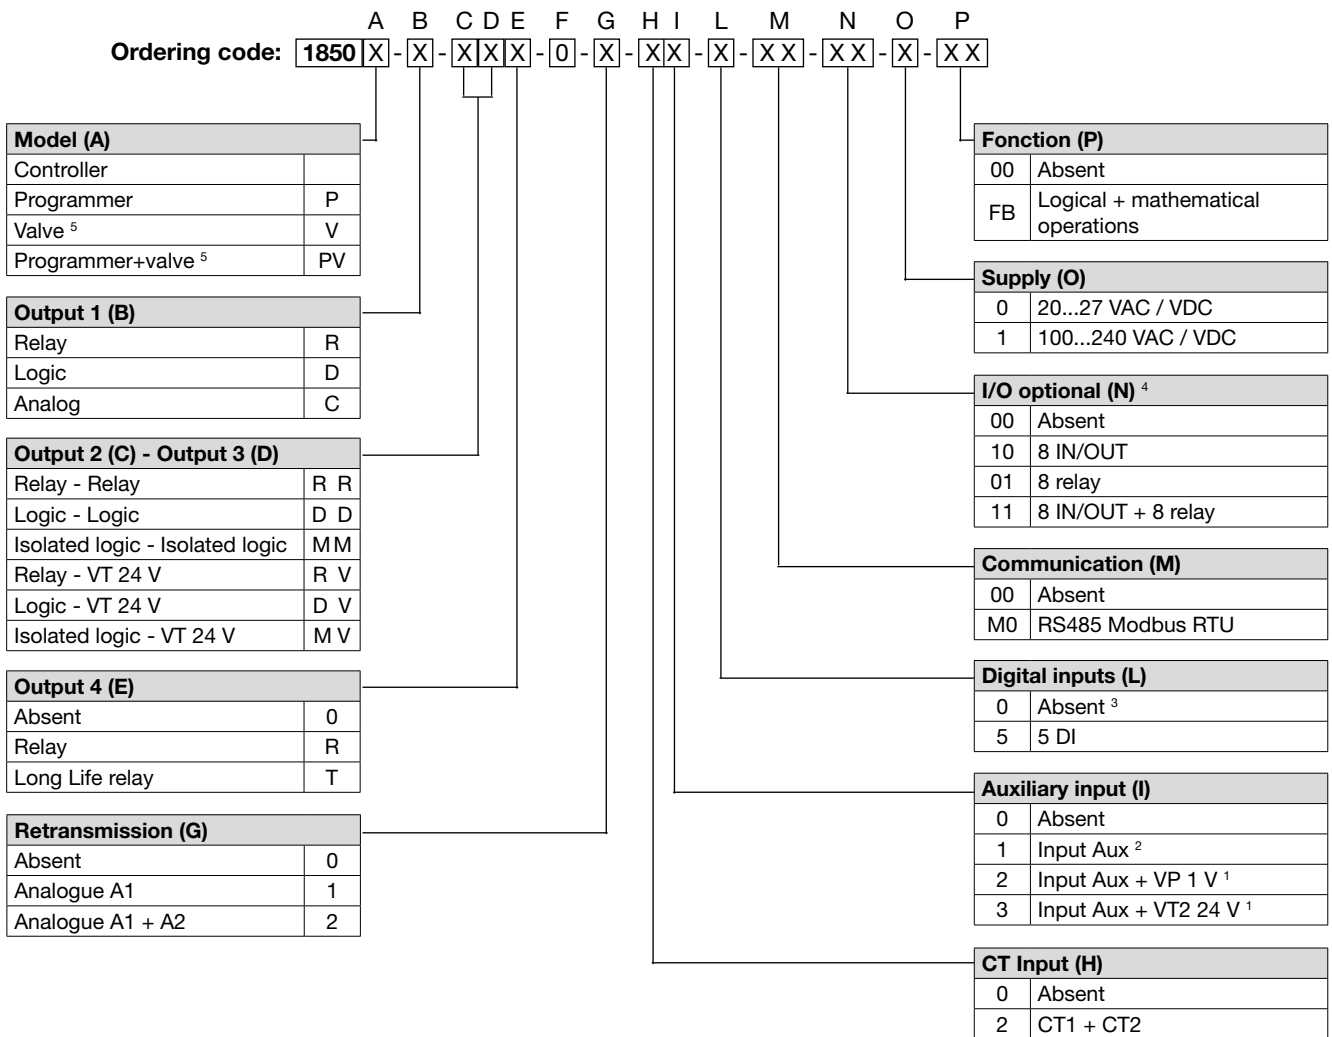 A B C D E F G H I L M N O P
Ordering code: 1850 X - X - X X X - 0 - X - X X - X - X X - X X - X - X X
Model (A)
Controller
Programmer P
Valve ⁵ V
Programmer+valve ⁵ PV
Output 1 (B)
Relay R
Logic D
Analog C
Output 2 (C) - Output 3 (D)
Relay - Relay R R
Logic - Logic D D
Isolated logic - Isolated logic M M
Relay - VT 24 V R V
Logic - VT 24 V D V
Isolated logic - VT 24 V M V
Output 4 (E)
Absent 0
Relay R
Long Life relay T
Retransmission (G)
Absent 0
Analogue A1 1
Analogue A1 + A2 2
Fonction (P)
00 Absent
FB Logical + mathematical
operations
Supply (O)
0 20...27 VAC / VDC
1 100...240 VAC / VDC
I/O optional (N) ⁴
00 Absent
10 8 IN/OUT
01 8 relay
11 8 IN/OUT + 8 relay
Communication (M)
00 Absent
M0 RS485 Modbus RTU
Digital inputs (L)
0 Absent ³
5 5 DI
Auxiliary input (I)
0 Absent
1 Input Aux ²
2 Input Aux + VP 1 V ¹
3 Input Aux + VT2 24 V ¹
CT Input (H)
0 Absent
2 CT1 + CT2